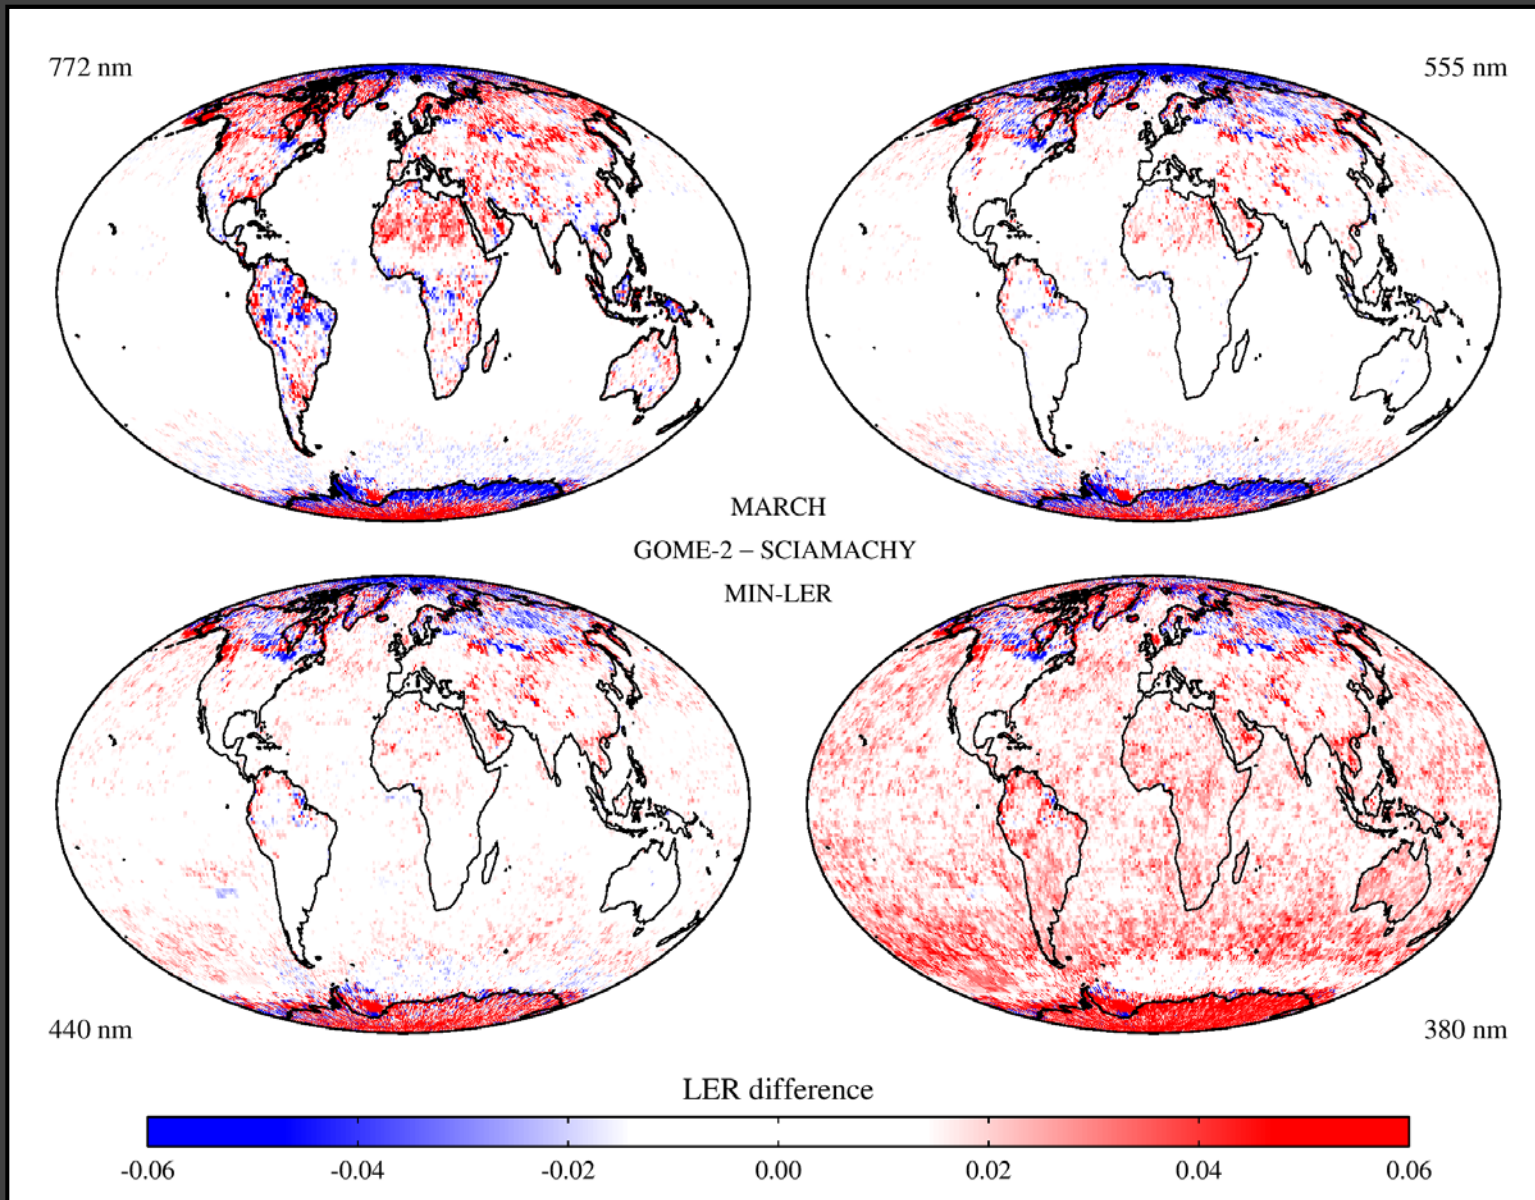 772 nm
555 nm
MARCH
GOME-2 – SCIAMACHY
MIN-LER
440 nm
380 nm
LER difference
-0.06 -0.04 -0.02 0.00 0.02 0.04 0.06